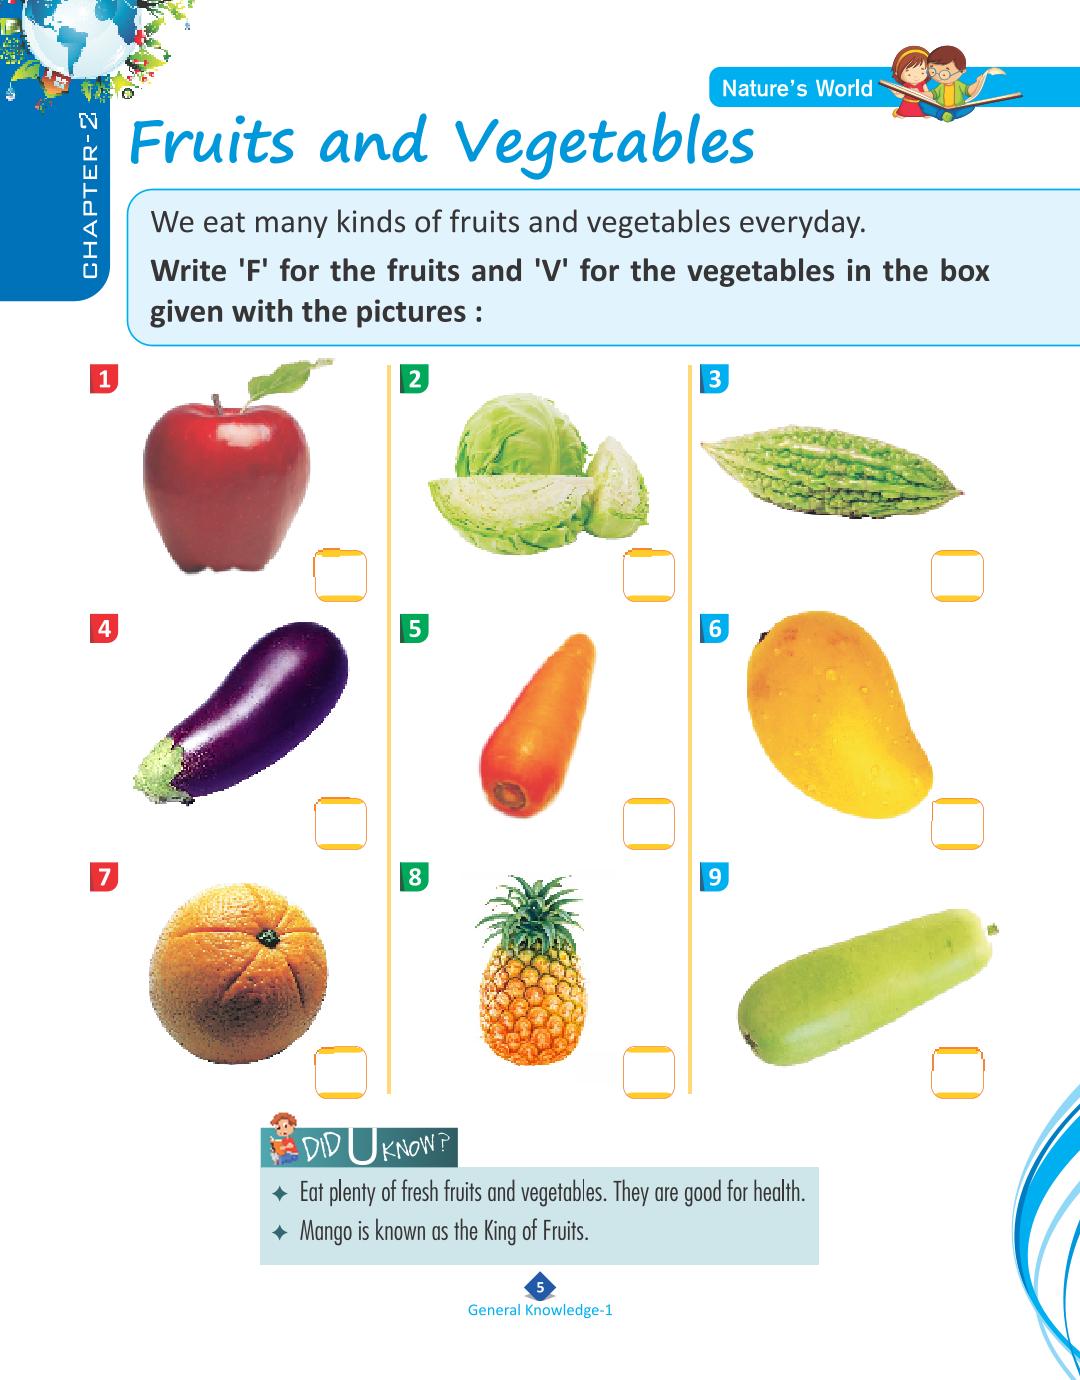 Nature's World
CHAPTER-2
Fruits and Vegetables
We eat many kinds of fruits and vegetables everyday.
Write 'F' for the fruits and 'V' for the vegetables in the box
given with the pictures :
1
2
3
4
5
6
7
8
9
DID U KNOW?
✦ Eat plenty of fresh fruits and vegetables. They are good for health.
✦ Mango is known as the King of Fruits.
5
General Knowledge-1